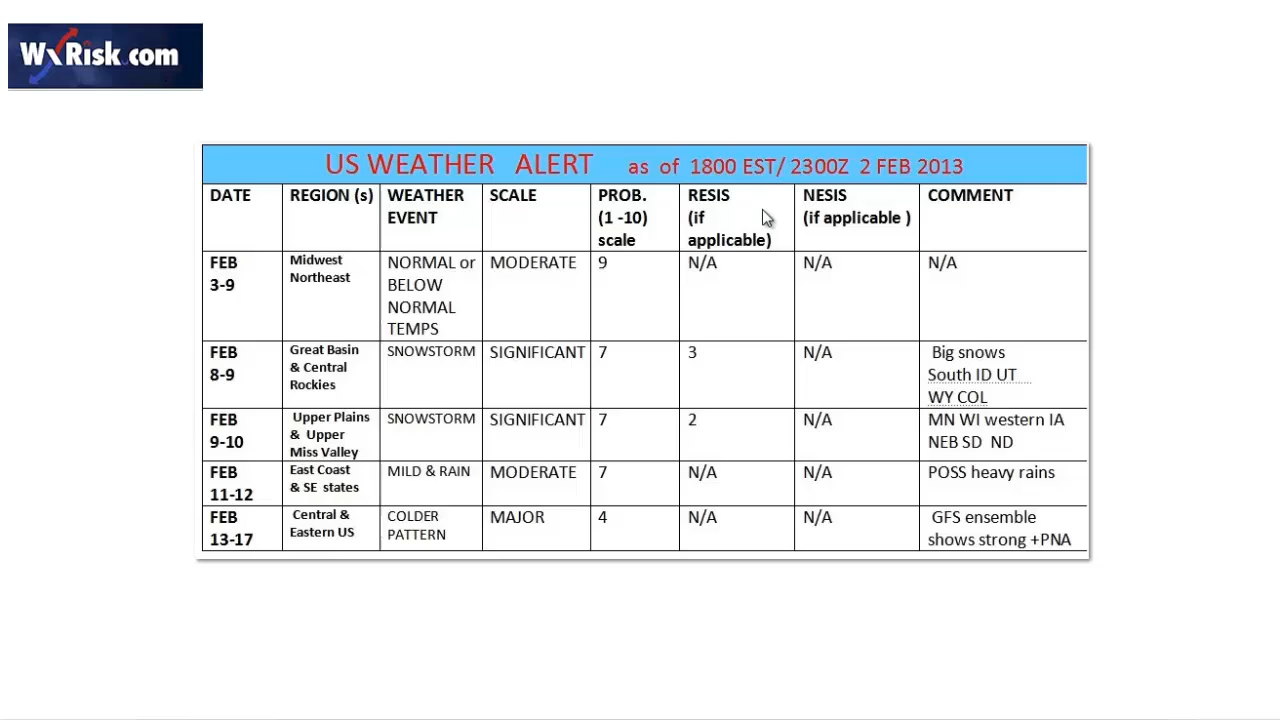 WxRisk.com
US WEATHER ALERT as of 1800 EST/ 2300Z 2 FEB 2013
DATE REGION (s) WEATHER EVENT SCALE PROB. (1 -10) scale RESIS (if applicable) NESIS (if applicable ) COMMENT
FEB 3-9 Midwest Northeast NORMAL or BELOW NORMAL TEMPS MODERATE 9 N/A N/A N/A
FEB 8-9 Great Basin & Central Rockies SNOWSTORM SIGNIFICANT 7 3 N/A Big snows South ID UT WY COL
FEB 9-10 Upper Plains & Upper Miss Valley SNOWSTORM SIGNIFICANT 7 2 N/A MN WI western IA NEB SD ND
FEB 11-12 East Coast & SE states MILD & RAIN MODERATE 7 N/A N/A POSS heavy rains
FEB 13-17 Central & Eastern US COLDER PATTERN MAJOR 4 N/A N/A GFS ensemble shows strong +PNA